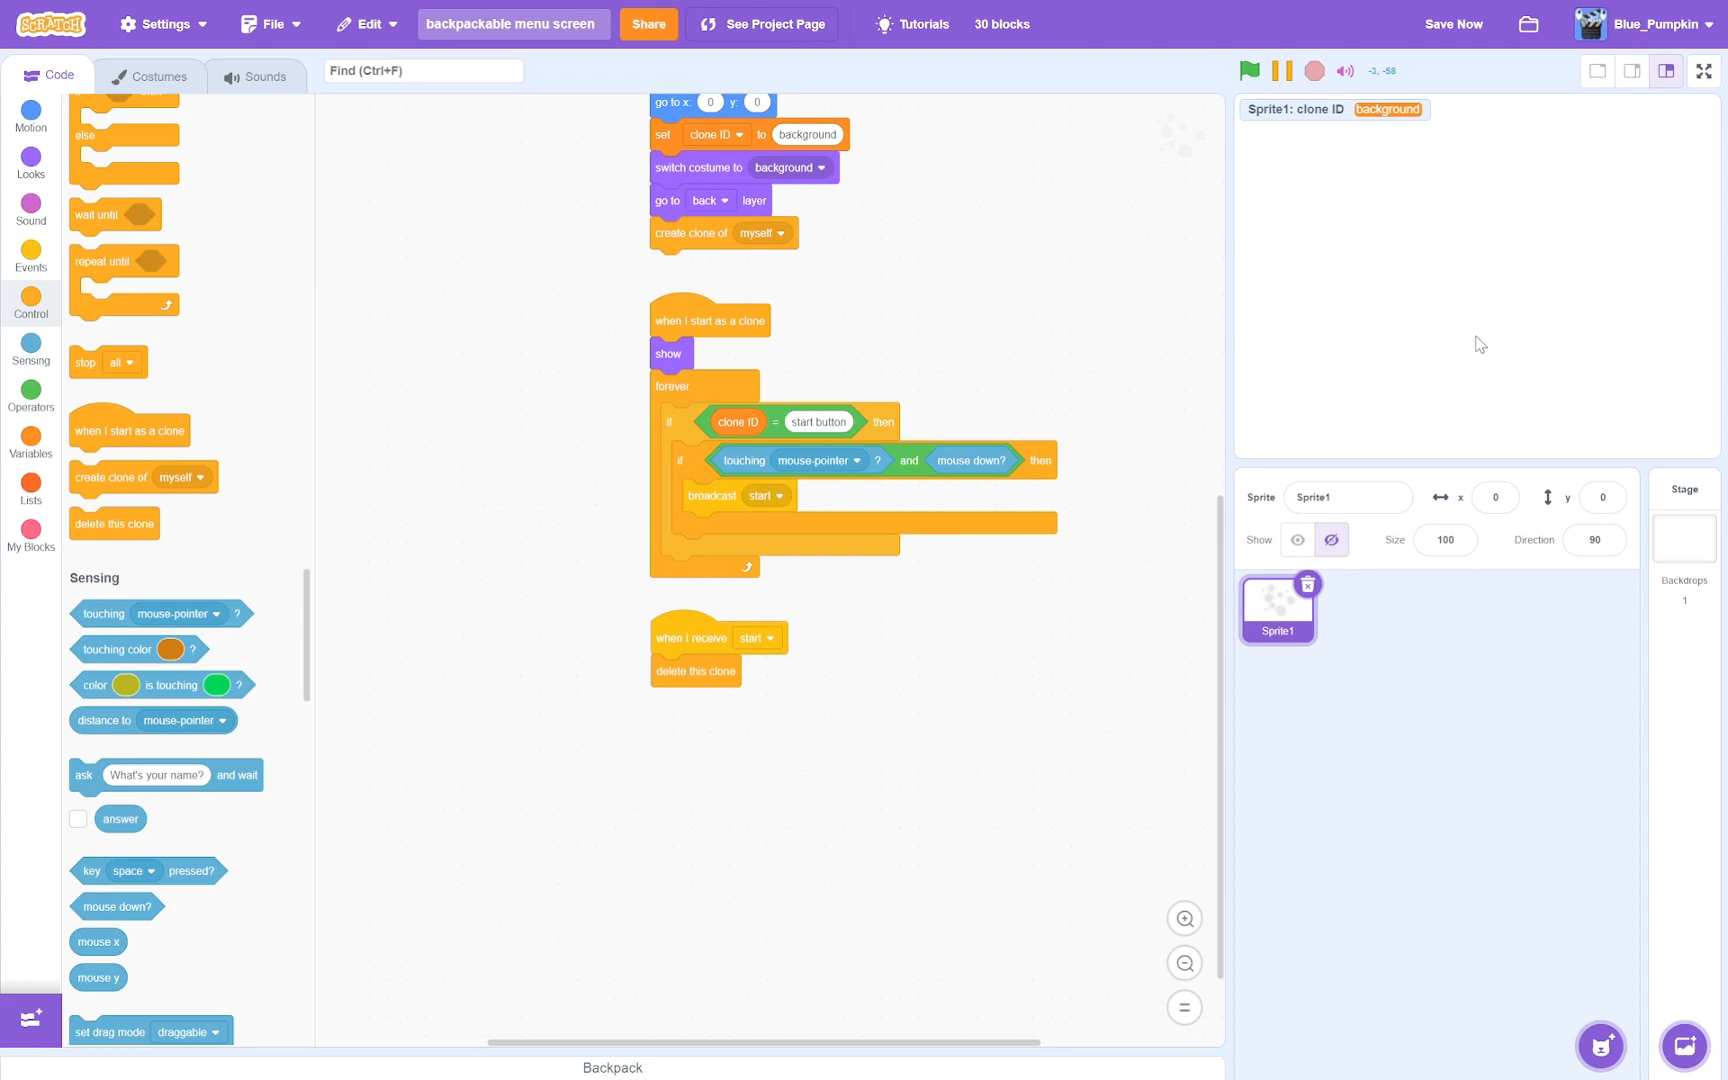 SCRATCH Settings File Edit backpackable menu screen Share See Project Page Tutorials 30 blocks Save Now Blue_Pumpkin
Code Costumes Sounds Find (Ctrl+F) -3, -58
Motion
Looks
Sound
Events
Control
Sensing
Operators
Variables
Lists
My Blocks
else
wait until
repeat until
stop all
when I start as a clone
create clone of myself
delete this clone
Sensing
touching mouse-pointer ?
touching color ?
color is touching ?
distance to mouse-pointer
ask What's your name? and wait
answer
key space pressed?
mouse down?
mouse x
mouse y
set drag mode draggable
go to x: 0 y: 0
set clone ID to background
switch costume to background
go to back layer
create clone of myself
when I start as a clone
show
forever
if clone ID = start button then
if touching mouse-pointer ? and mouse down? then
broadcast start
when I receive start
delete this clone
Backpack
Sprite1: clone ID background
Sprite Sprite1 x 0 y 0
Show Size 100 Direction 90
Sprite1
Stage
Backdrops
1